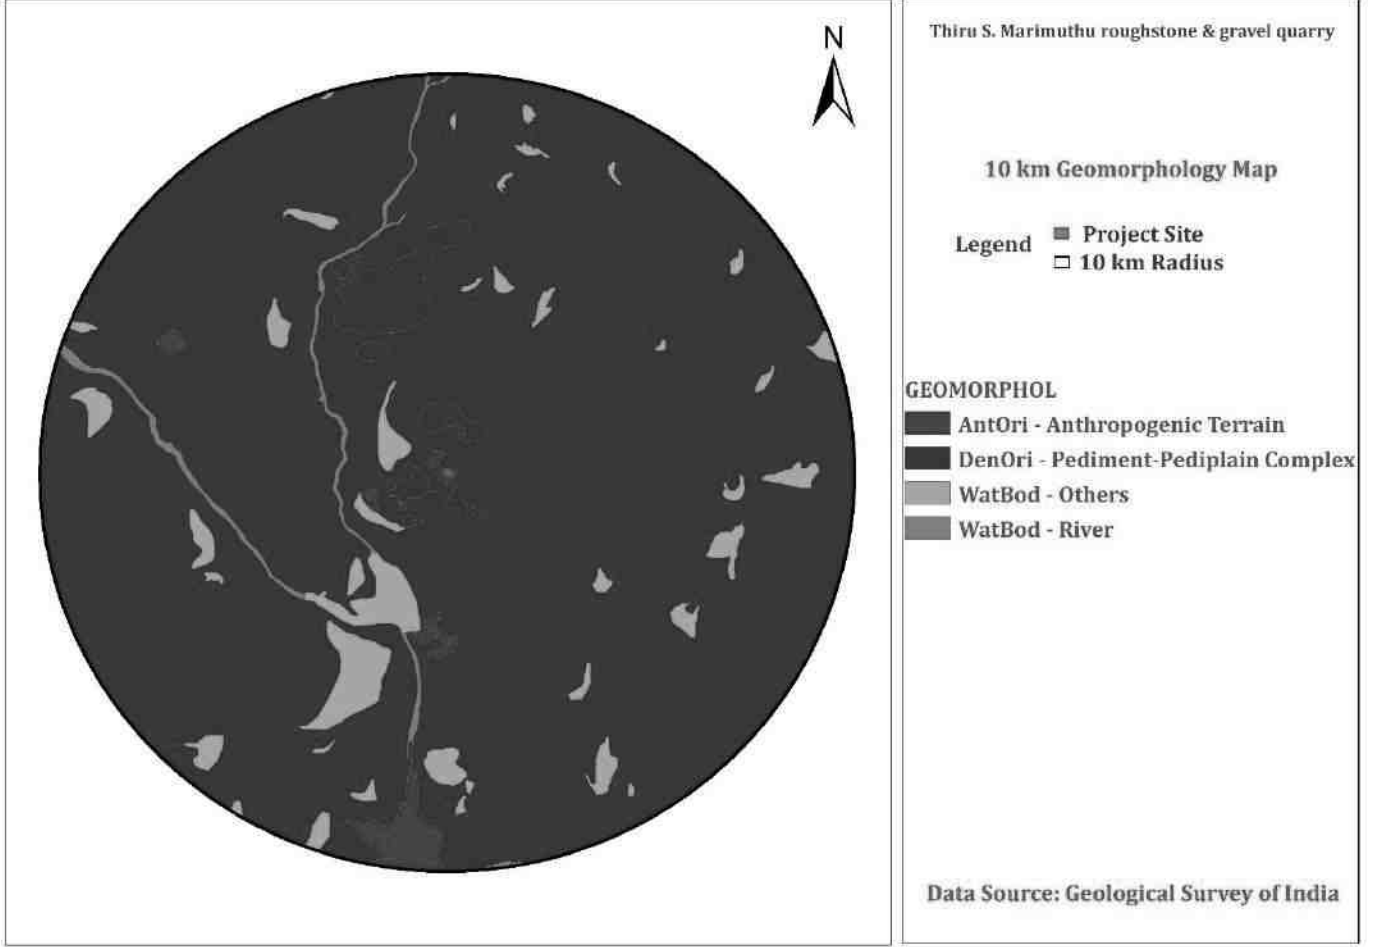 N
Thiru S. Marimuthu roughstone & gravel quarry
10 km Geomorphology Map
Legend
Project Site
10 km Radius
GEOMORPHOL
AntOri - Anthropogenic Terrain
DenOri - Pediment-Pediplain Complex
WatBod - Others
WatBod - River
Data Source: Geological Survey of India